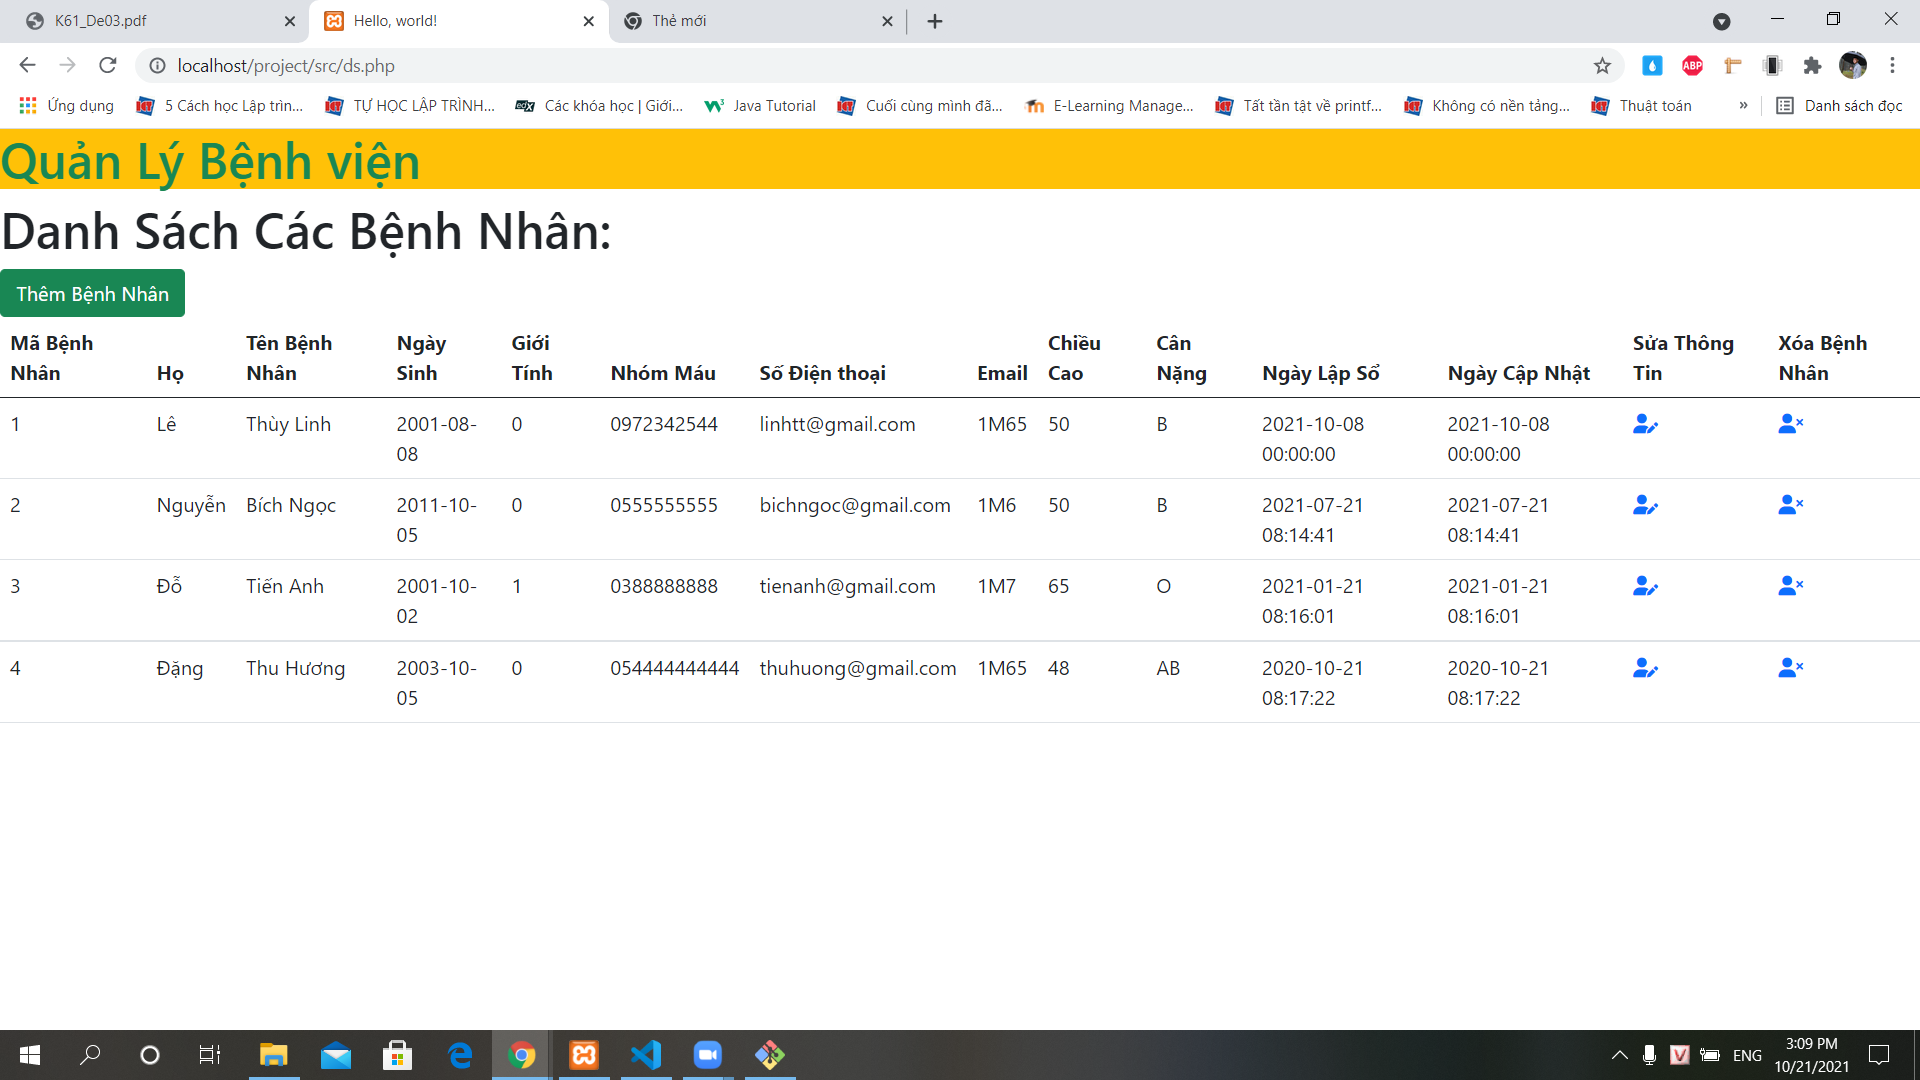 K61_De03.pdf
Hello, world!
Thẻ mới
localhost/project/src/ds.php
ABP
Ứng dụng
5 Cách học Lập trìn...
TỰ HỌC LẬP TRÌNH...
edX
Các khóa học | Giới...
Java Tutorial
Cuối cùng mình đã...
E-Learning Manage...
Tất tần tật về printf...
Không có nền tảng...
Thuật toán
»
Danh sách đọc
Quản Lý Bệnh viện
Danh Sách Các Bệnh Nhân:
Thêm Bệnh Nhân
Mã Bệnh Nhân Họ Tên Bệnh Nhân Ngày Sinh Giới Tính Nhóm Máu Số Điện thoại Email Chiều Cao Cân Nặng Ngày Lập Sổ Ngày Cập Nhật Sửa Thông Tin Xóa Bệnh Nhân
1 Lê Thùy Linh 2001-08-08 0 0972342544 linhtt@gmail.com 1M65 50 B 2021-10-08 00:00:00 2021-10-08 00:00:00
2 Nguyễn Bích Ngọc 2011-10-05 0 0555555555 bichngoc@gmail.com 1M6 50 B 2021-07-21 08:14:41 2021-07-21 08:14:41
3 Đỗ Tiến Anh 2001-10-02 1 0388888888 tienanh@gmail.com 1M7 65 O 2021-01-21 08:16:01 2021-01-21 08:16:01
4 Đặng Thu Hương 2003-10-05 0 054444444444 thuhuong@gmail.com 1M65 48 AB 2020-10-21 08:17:22 2020-10-21 08:17:22
V
ENG
3:09 PM
10/21/2021